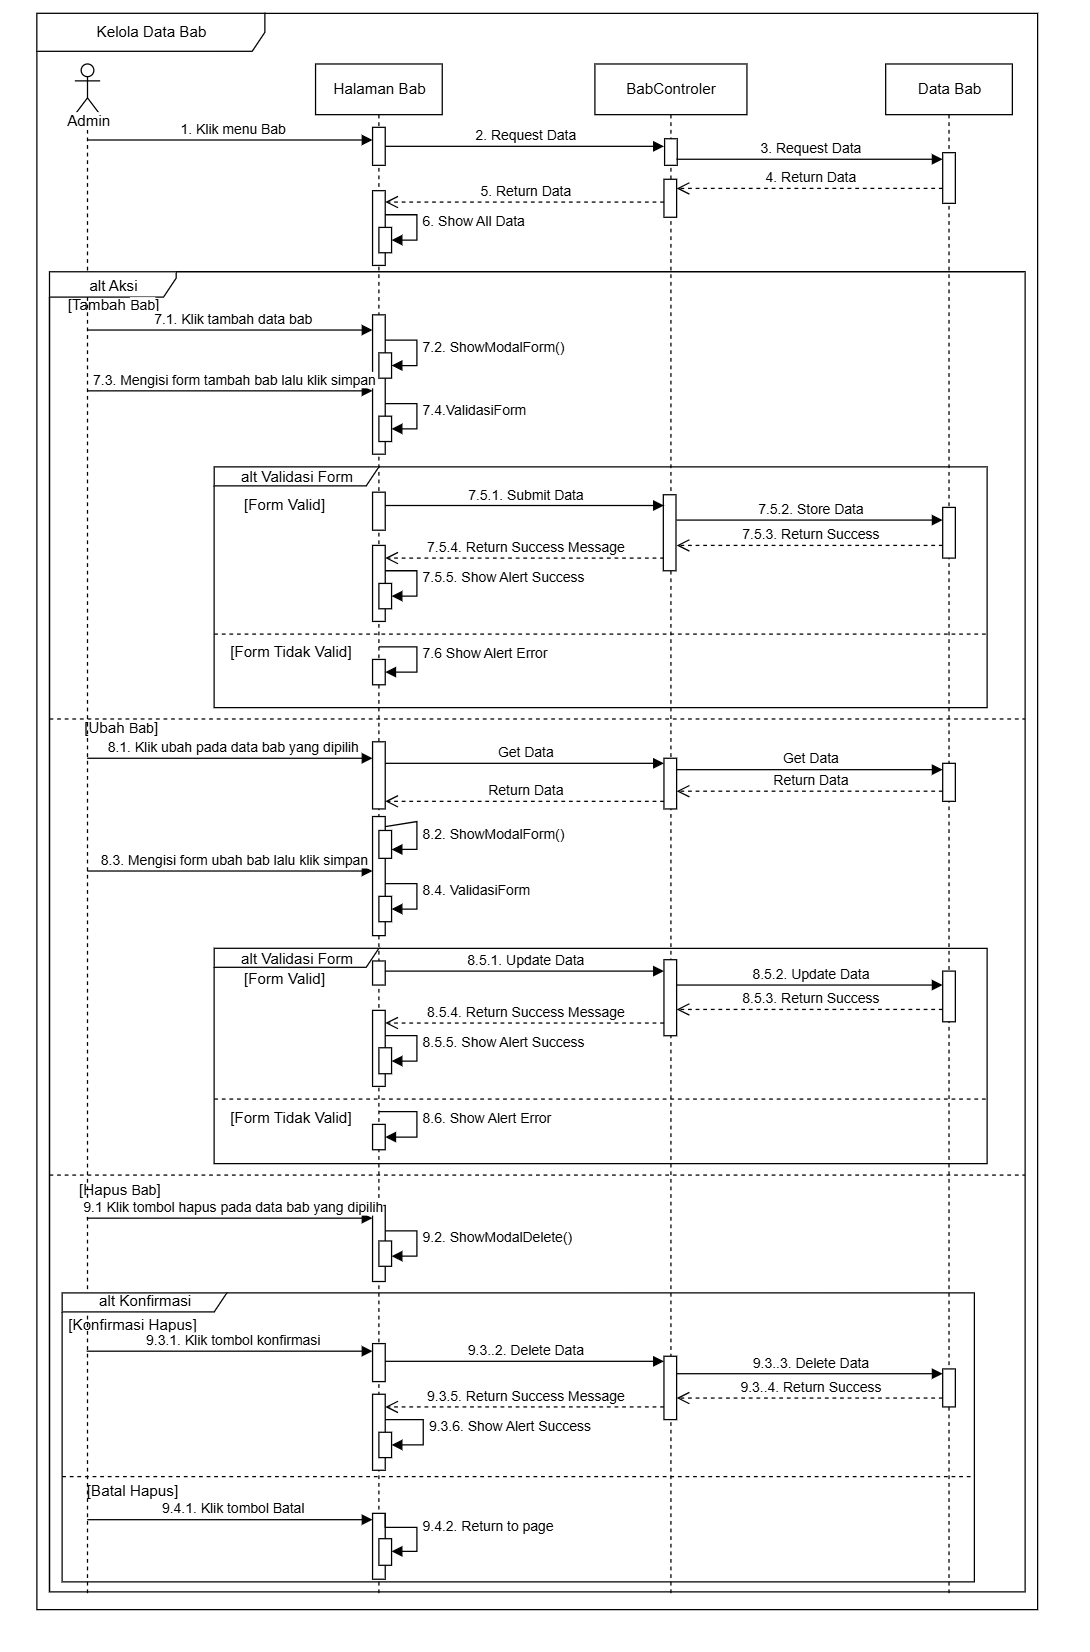 Kelola Data Bab
Admin
Halaman Bab
BabControler
Data Bab
1. Klik menu Bab
2. Request Data
3. Request Data
4. Return Data
5. Return Data
6. Show All Data
alt Aksi
[Tambah Bab]
7.1. Klik tambah data bab
7.2. ShowModalForm()
7.3. Mengisi form tambah bab lalu klik simpan
7.4.ValidasiForm
alt Validasi Form
[Form Valid]
7.5.1. Submit Data
7.5.2. Store Data
7.5.3. Return Success
7.5.4. Return Success Message
7.5.5. Show Alert Success
[Form Tidak Valid]
7.6 Show Alert Error
[Ubah Bab]
8.1. Klik ubah pada data bab yang dipilih
Get Data
Get Data
Return Data
Return Data
8.2. ShowModalForm()
8.3. Mengisi form ubah bab lalu klik simpan
8.4. ValidasiForm
alt Validasi Form
[Form Valid]
8.5.1. Update Data
8.5.2. Update Data
8.5.3. Return Success
8.5.4. Return Success Message
8.5.5. Show Alert Success
[Form Tidak Valid]
8.6. Show Alert Error
[Hapus Bab]
9.1 Klik tombol hapus pada data bab yang dipilih
9.2. ShowModalDelete()
alt Konfirmasi
[Konfirmasi Hapus]
9.3.1. Klik tombol konfirmasi
9.3..2. Delete Data
9.3..3. Delete Data
9.3..4. Return Success
9.3.5. Return Success Message
9.3.6. Show Alert Success
[Batal Hapus]
9.4.1. Klik tombol Batal
9.4.2. Return to page